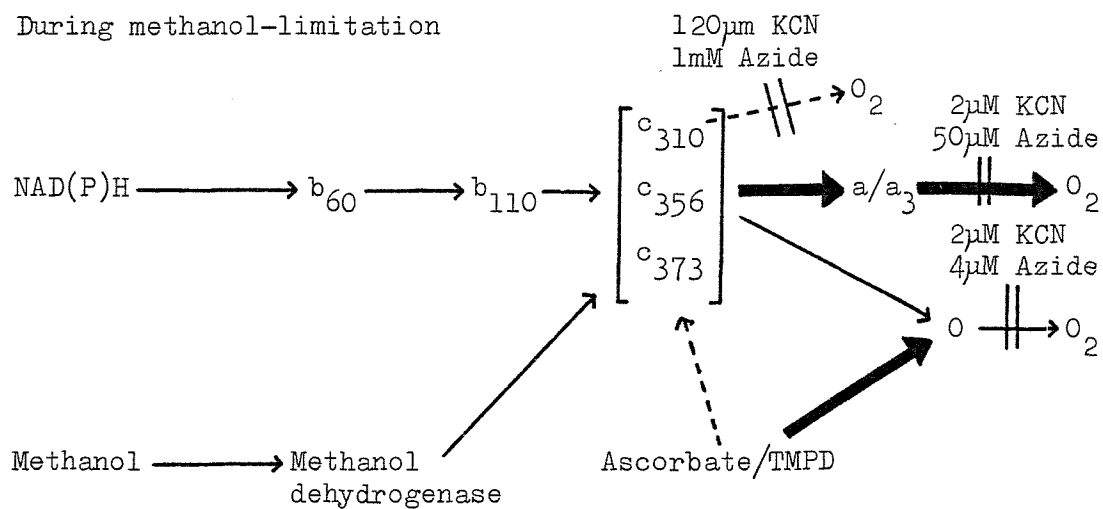 During methanol-limitation
120µm KCN
1mM Azide
O2
2µM KCN
50µM Azide
c310
NAD(P)H
b60
b110
c356
a/a3
O2
2µM KCN
4µM Azide
c373
O
O2
Methanol
Methanol
dehydrogenase
Ascorbate/TMPD